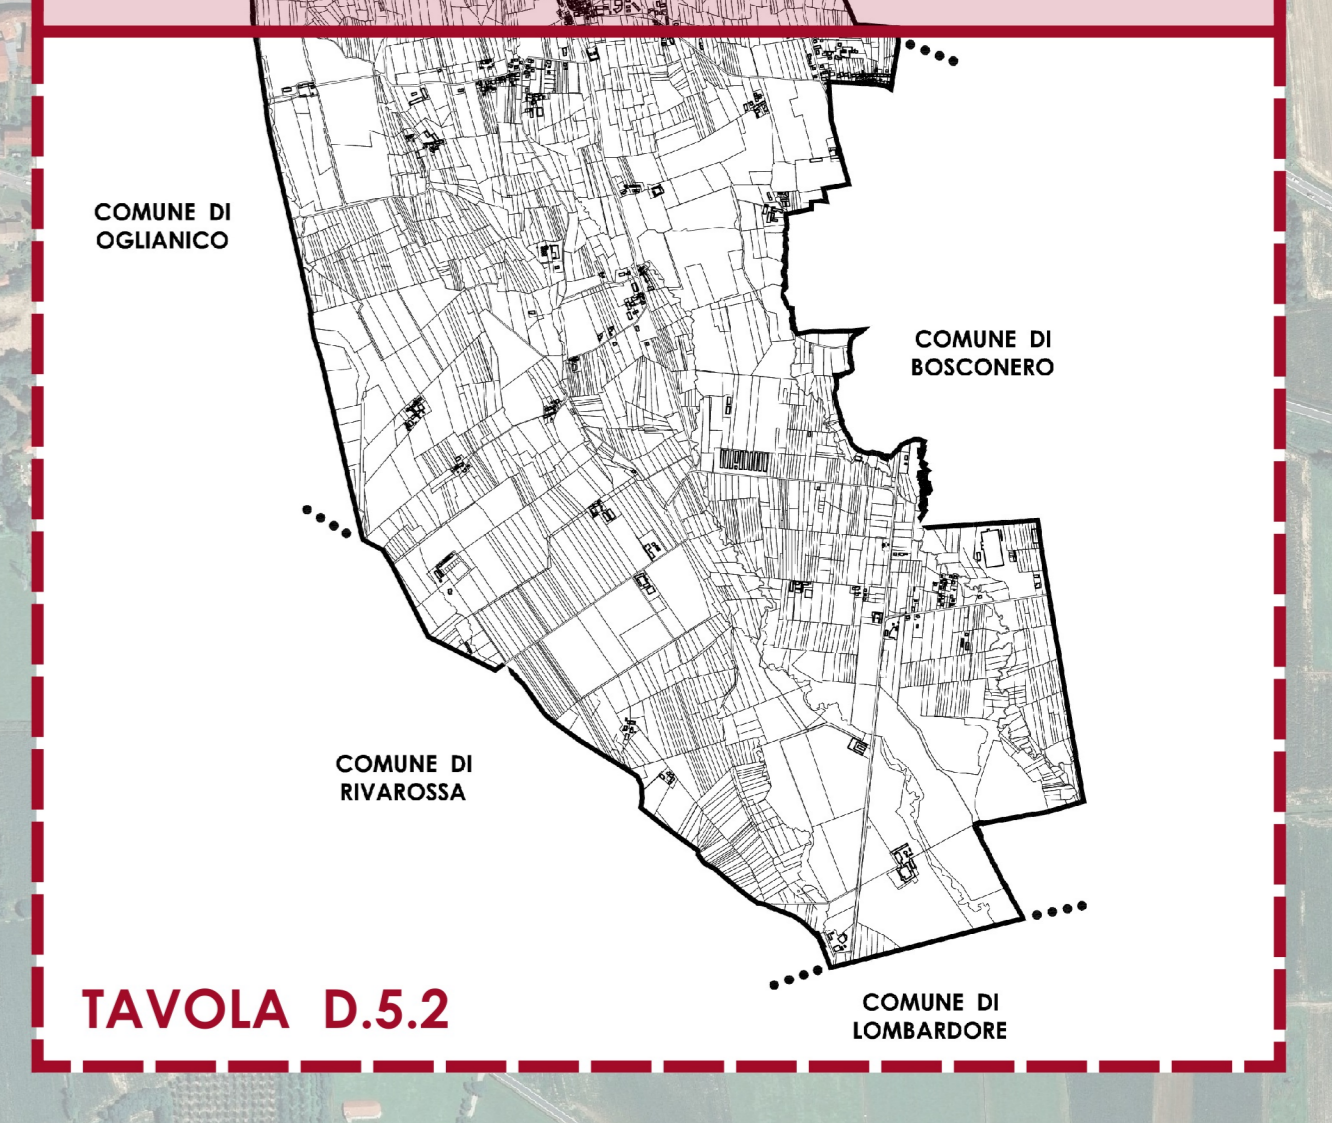 COMUNE DI
OGLIANICO
COMUNE DI
BOSCONERO
COMUNE DI
RIVAROSSA
TAVOLA D.5.2
COMUNE DI
LOMBARDORE